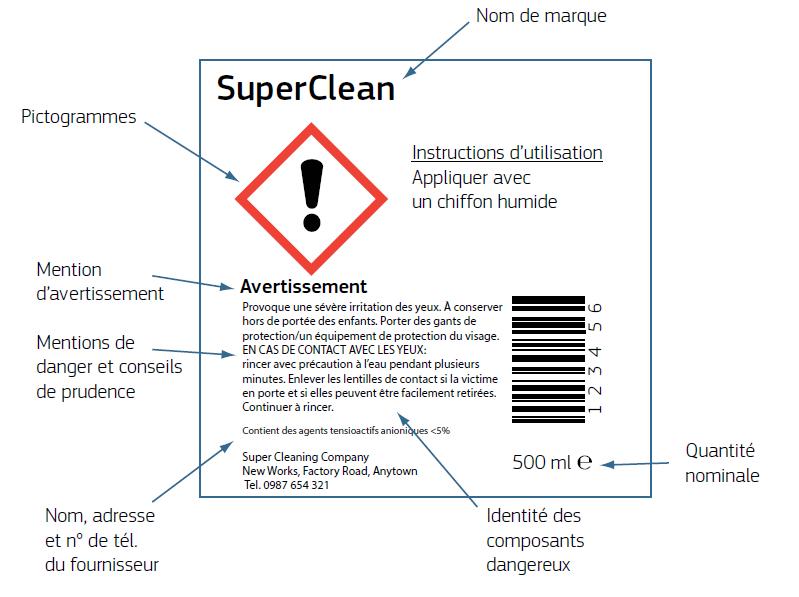 Nom de marque
SuperClean
Pictogrammes
Instructions d'utilisation
Appliquer avec
un chiffon humide
Mention
d'avertissement
Avertissement
Provoque une sévère irritation des yeux. À conserver
hors de portée des enfants. Porter des gants de
protection/un équipement de protection du visage.
EN CAS DE CONTACT AVEC LES YEUX:
rincer avec précaution à l'eau pendant plusieurs
minutes. Enlever les lentilles de contact si la victime
en porte et si elles peuvent être facilement retirées.
Continuer à rincer.
Mentions de
danger et conseils
de prudence
123456
Contient des agents tensioactifs anioniques <5%
Super Cleaning Company
New Works, Factory Road, Anytown
Tel. 0987 654 321
500 ml ℮
Quantité
nominale
Nom, adresse
et n° de tél.
du fournisseur
Identité des
composants
dangereux